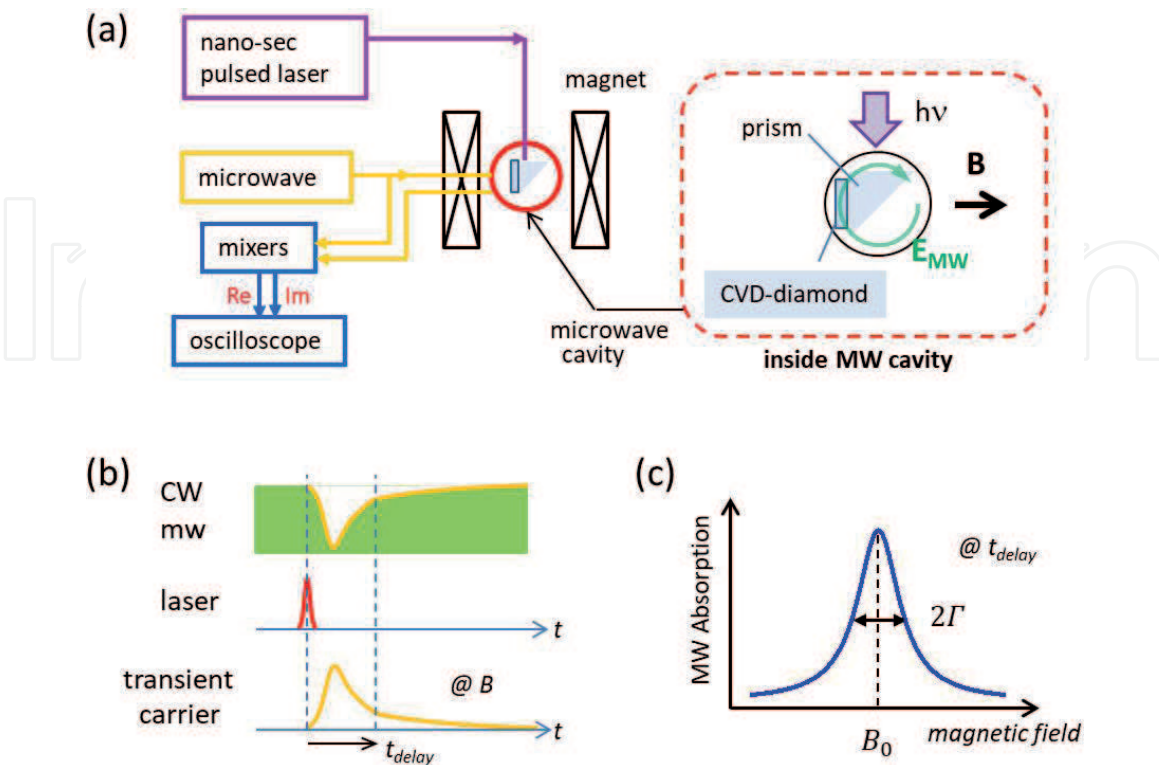 (a)
nano-sec
pulsed laser
magnet
microwave
mixers
Re Im
oscilloscope
microwave
cavity
prism
hν
B
E_MW
CVD-diamond
inside MW cavity
(b)
CW
mw
laser
t
transient
carrier
@ B
t
t_delay
(c)
MW Absorption
@ t_delay
2Γ
B_0
magnetic field